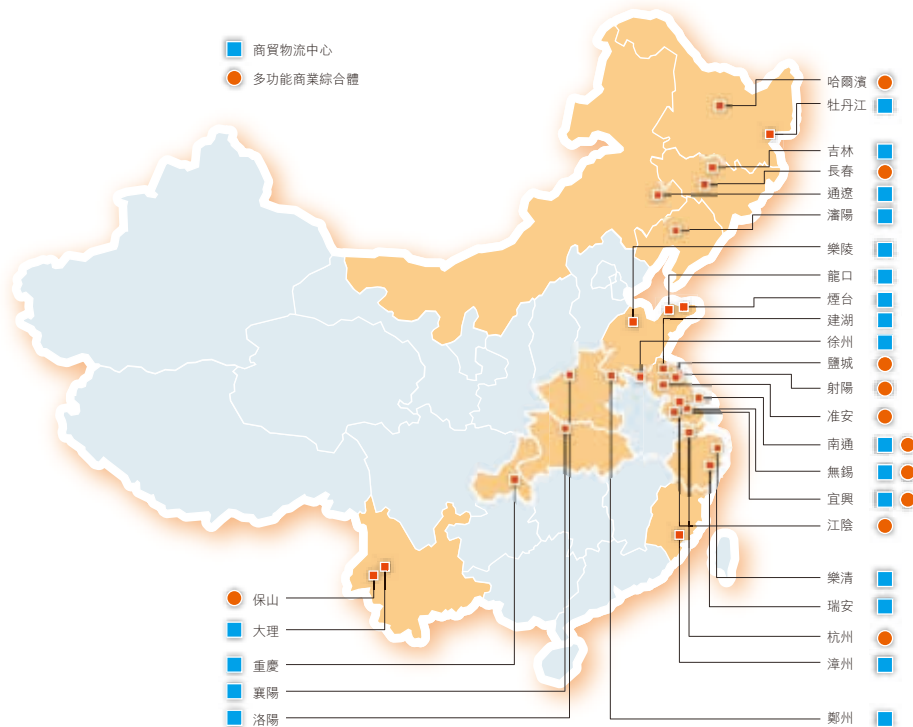 商貿物流中心
多功能商業綜合體
哈爾濱
牡丹江
吉林
長春
通遼
瀋陽
樂陵
龍口
煙台
建湖
徐州
鹽城
射陽
淮安
南通
無錫
宜興
江陰
樂清
瑞安
杭州
漳州
鄭州
保山
大理
重慶
襄陽
洛陽